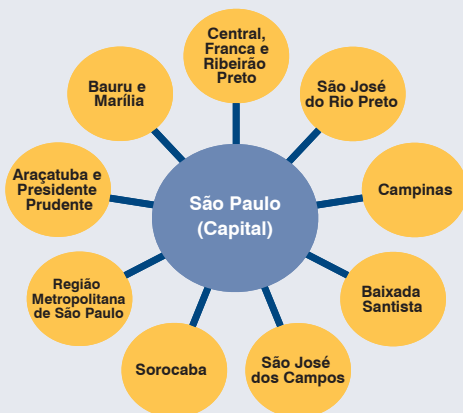 Central,
Franca e
Ribeirão
Preto
São José
do Rio Preto
Campinas
Baixada
Santista
São José
dos Campos
Sorocaba
Região
Metropolitana
de São Paulo
Araçatuba e
Presidente
Prudente
Bauru e
Marília
São Paulo
(Capital)